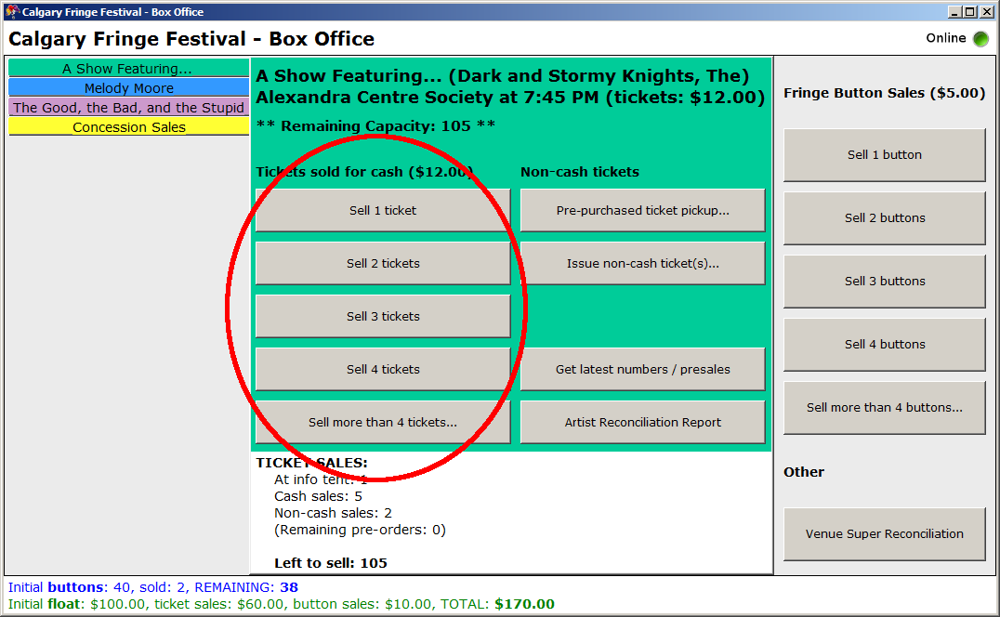 Calgary Fringe Festival - Box Office
Calgary Fringe Festival - Box Office
Online
A Show Featuring...
Melody Moore
The Good, the Bad, and the Stupid
Concession Sales
A Show Featuring... (Dark and Stormy Knights, The)
Alexandra Centre Society at 7:45 PM (tickets: $12.00)
** Remaining Capacity: 105 **
Tickets sold for cash ($12.00)
Sell 1 ticket
Sell 2 tickets
Sell 3 tickets
Sell 4 tickets
Sell more than 4 tickets...
Non-cash tickets
Pre-purchased ticket pickup...
Issue non-cash ticket(s)...
Get latest numbers / presales
Artist Reconciliation Report
TICKET SALES:
At info tent: 1
Cash sales: 5
Non-cash sales: 2
(Remaining pre-orders: 0)
Left to sell: 105
Fringe Button Sales ($5.00)
Sell 1 button
Sell 2 buttons
Sell 3 buttons
Sell 4 buttons
Sell more than 4 buttons...
Other
Venue Super Reconciliation
Initial buttons: 40, sold: 2, REMAINING: 38
Initial float: $100.00, ticket sales: $60.00, button sales: $10.00, TOTAL: $170.00